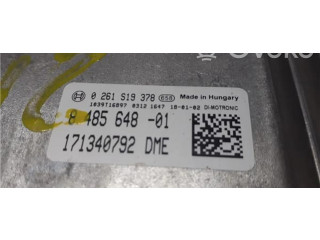 0 261 S19 378 Made in Hungary
1039T16897 0312 1647 18-01-02 DI-MOTRONIC
8 485 648 -01
171340792 DME